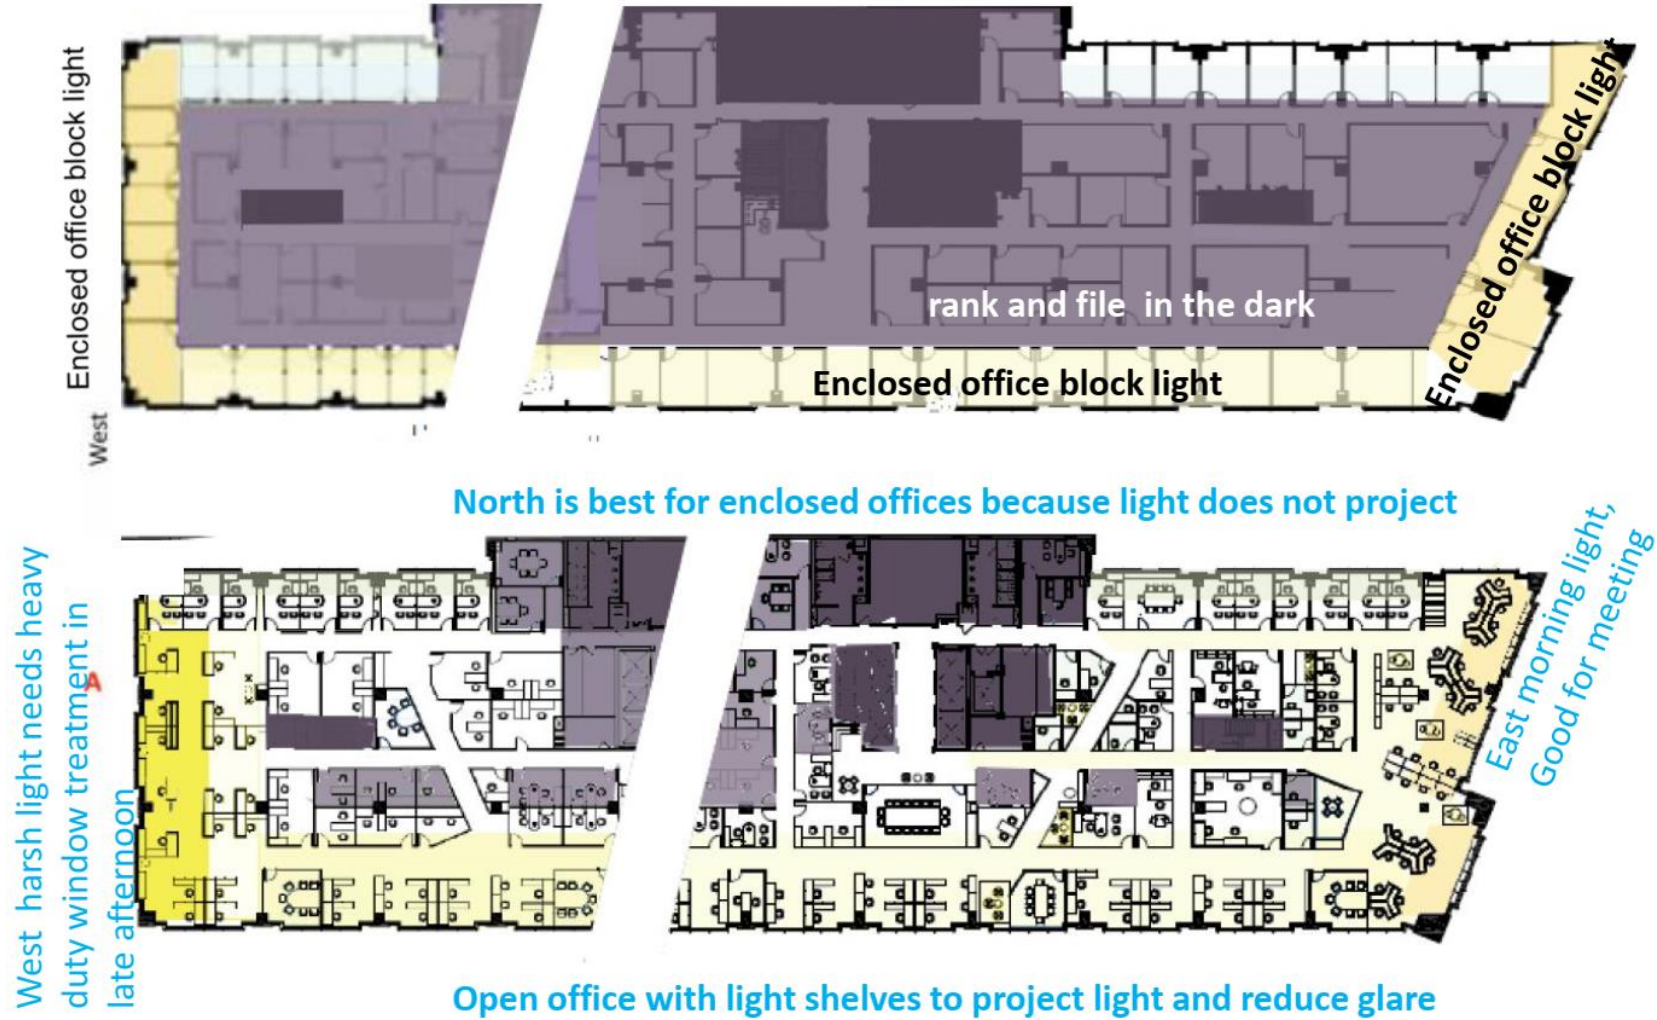 Enclosed office block light
West
rank and file in the dark
Enclosed office block light
Enclosed office block light
North is best for enclosed offices because light does not project
West harsh light needs heavy
duty window treatment in
late afternoon
A
East morning light,
Good for meeting
Open office with light shelves to project light and reduce glare